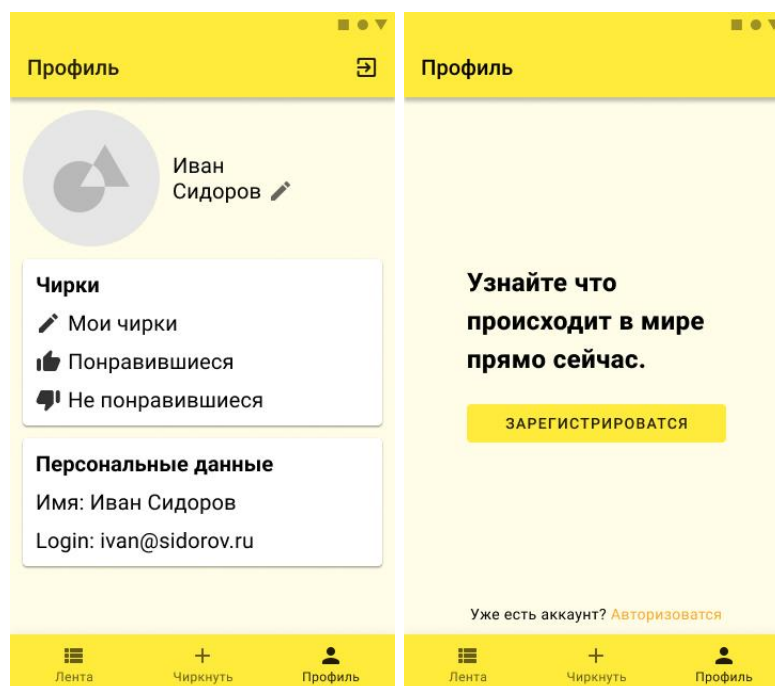 Профиль
Иван
Сидоров
Чирки
Мои чирки
Понравившиеся
Не понравившиеся
Персональные данные
Имя: Иван Сидоров
Login: ivan@sidorov.ru
Лента
Чиркнуть
Профиль
Профиль
Узнайте что
происходит в мире
прямо сейчас.
ЗАРЕГИСТРИРОВАТСЯ
Уже есть аккаунт? Авторизоватся
Лента
Чиркнуть
Профиль